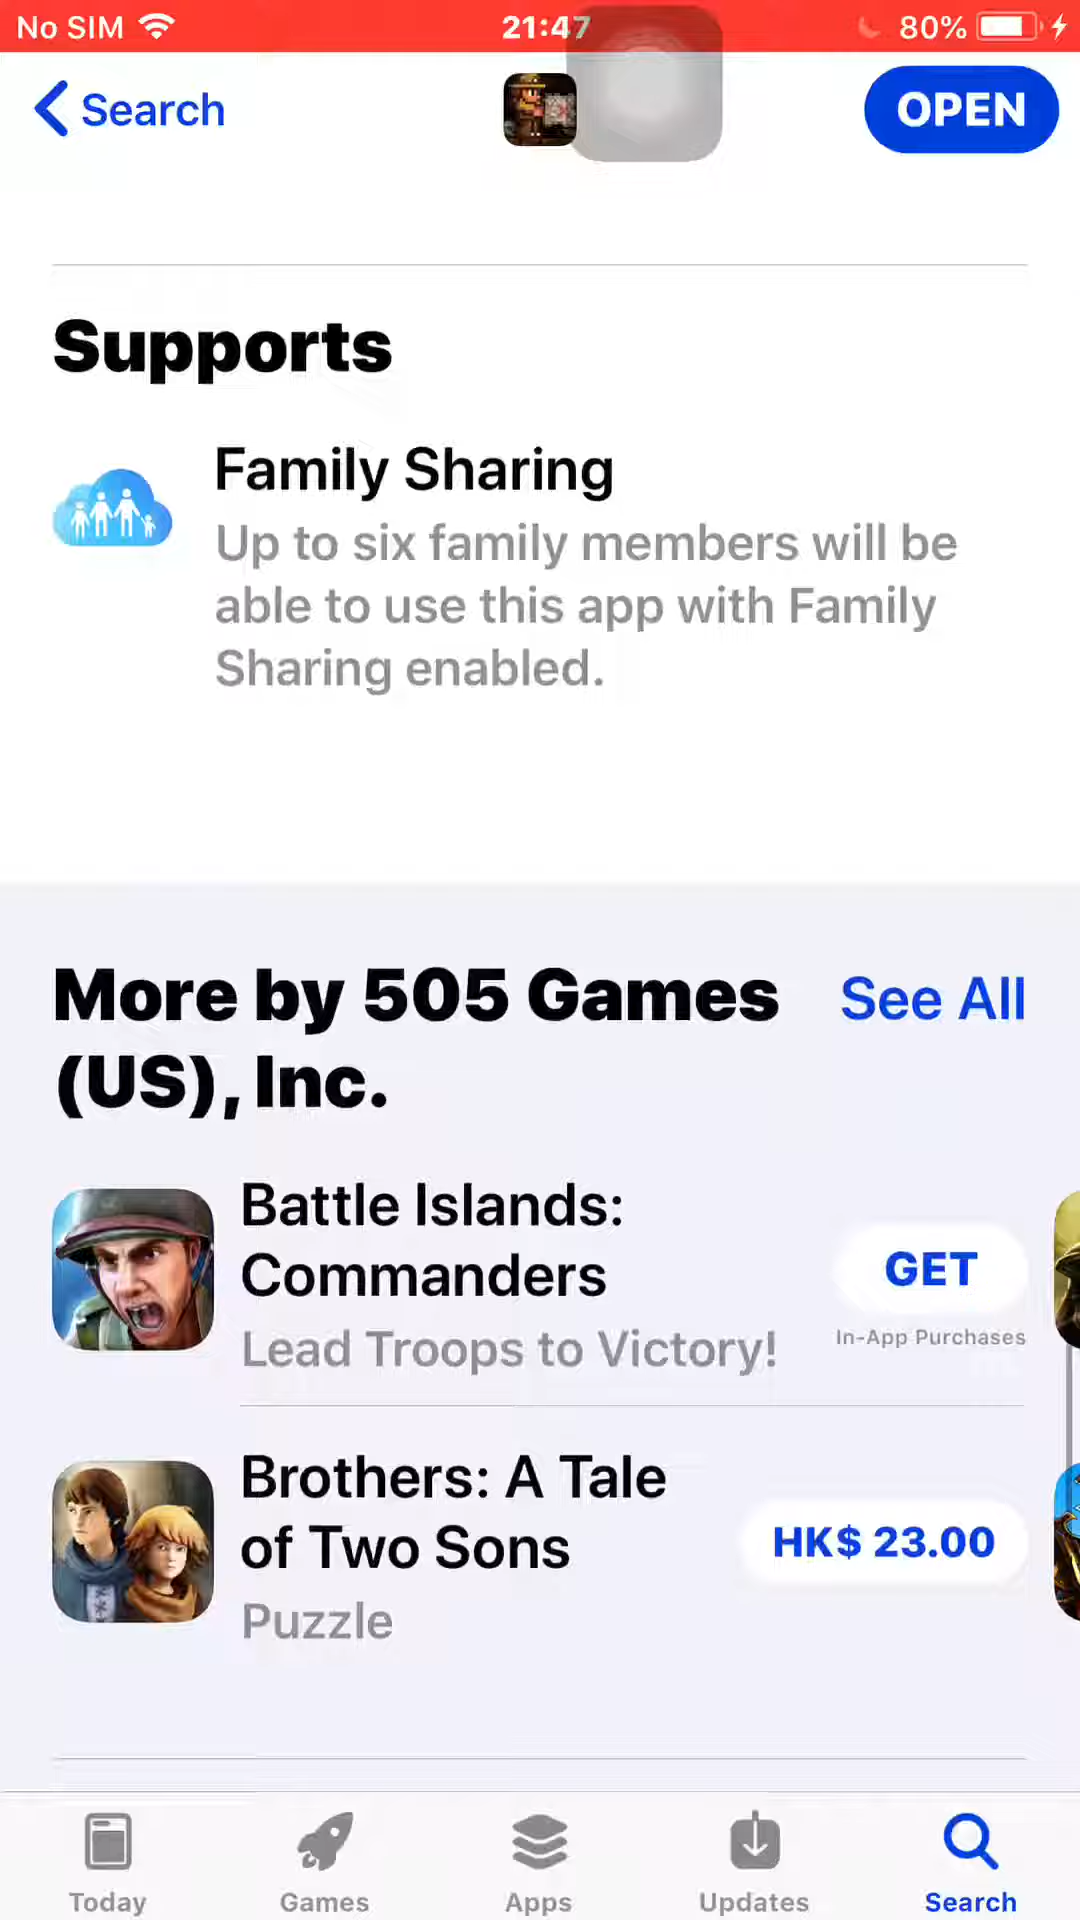 No SIM 21:47 80%
Search OPEN
Supports
Family Sharing
Up to six family members will be
able to use this app with Family
Sharing enabled.
More by 505 Games See All
(US), Inc.
Battle Islands:
Commanders
GET
Lead Troops to Victory!
In-App Purchases
Brothers: A Tale
of Two Sons
HK$ 23.00
Puzzle
Today Games Apps Updates Search